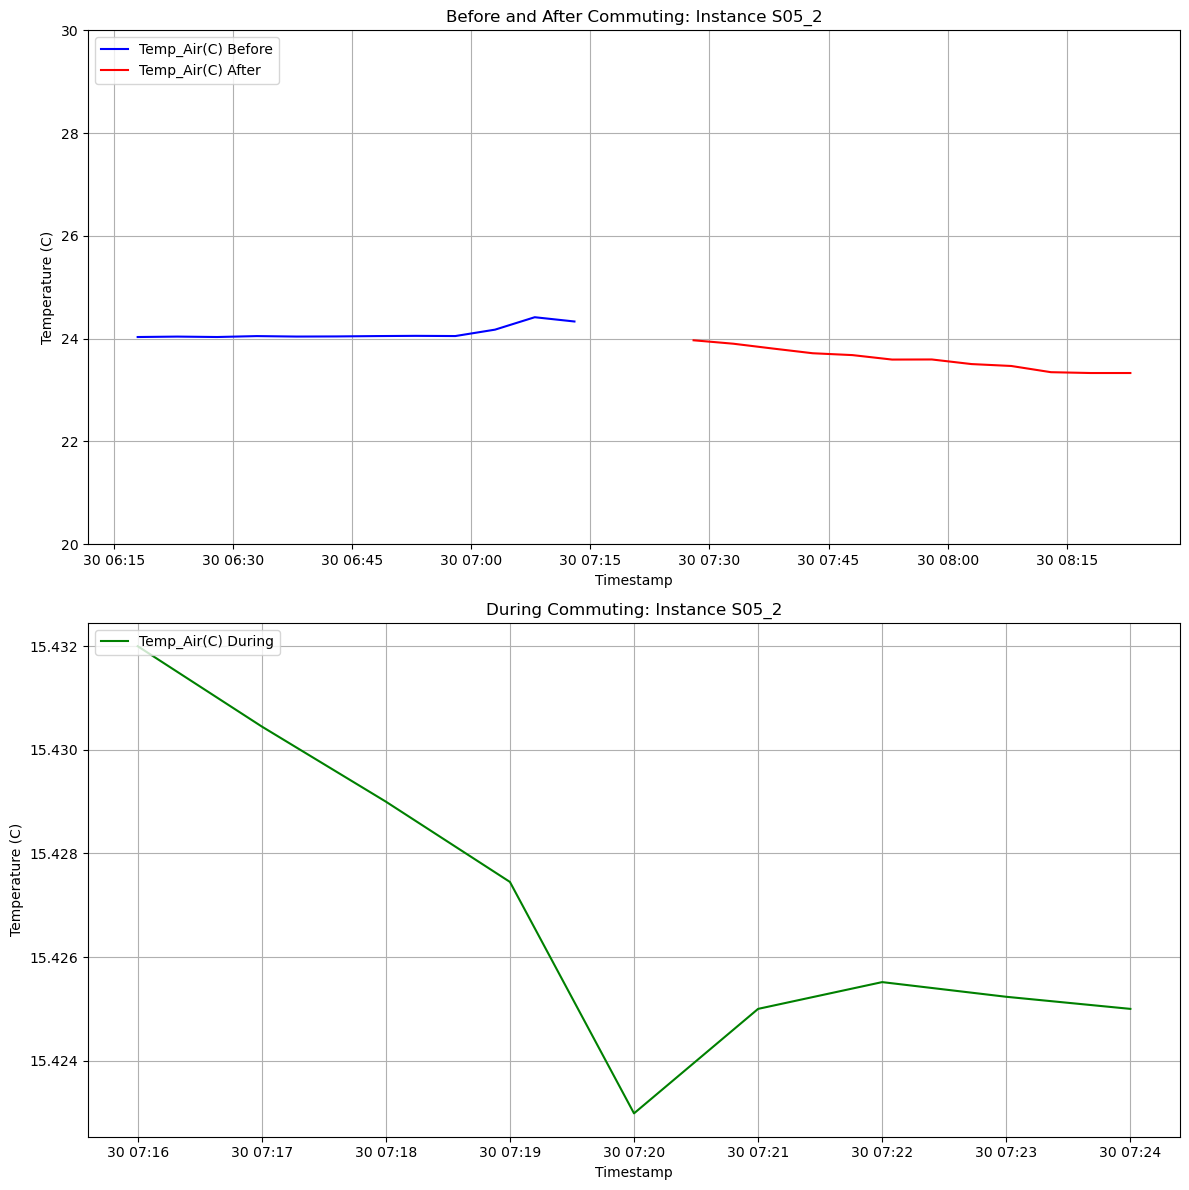 Before and After Commuting: Instance S05_2
Temp_Air(C) Before
Temp_Air(C) After
Temperature (C)
30
28
26
24
22
20
30 06:15 30 06:30 30 06:45 30 07:00 30 07:15 30 07:30 30 07:45 30 08:00 30 08:15
Timestamp
During Commuting: Instance S05_2
Temp_Air(C) During
Temperature (C)
15.432
15.430
15.428
15.426
15.424
30 07:16 30 07:17 30 07:18 30 07:19 30 07:20 30 07:21 30 07:22 30 07:23 30 07:24
Timestamp